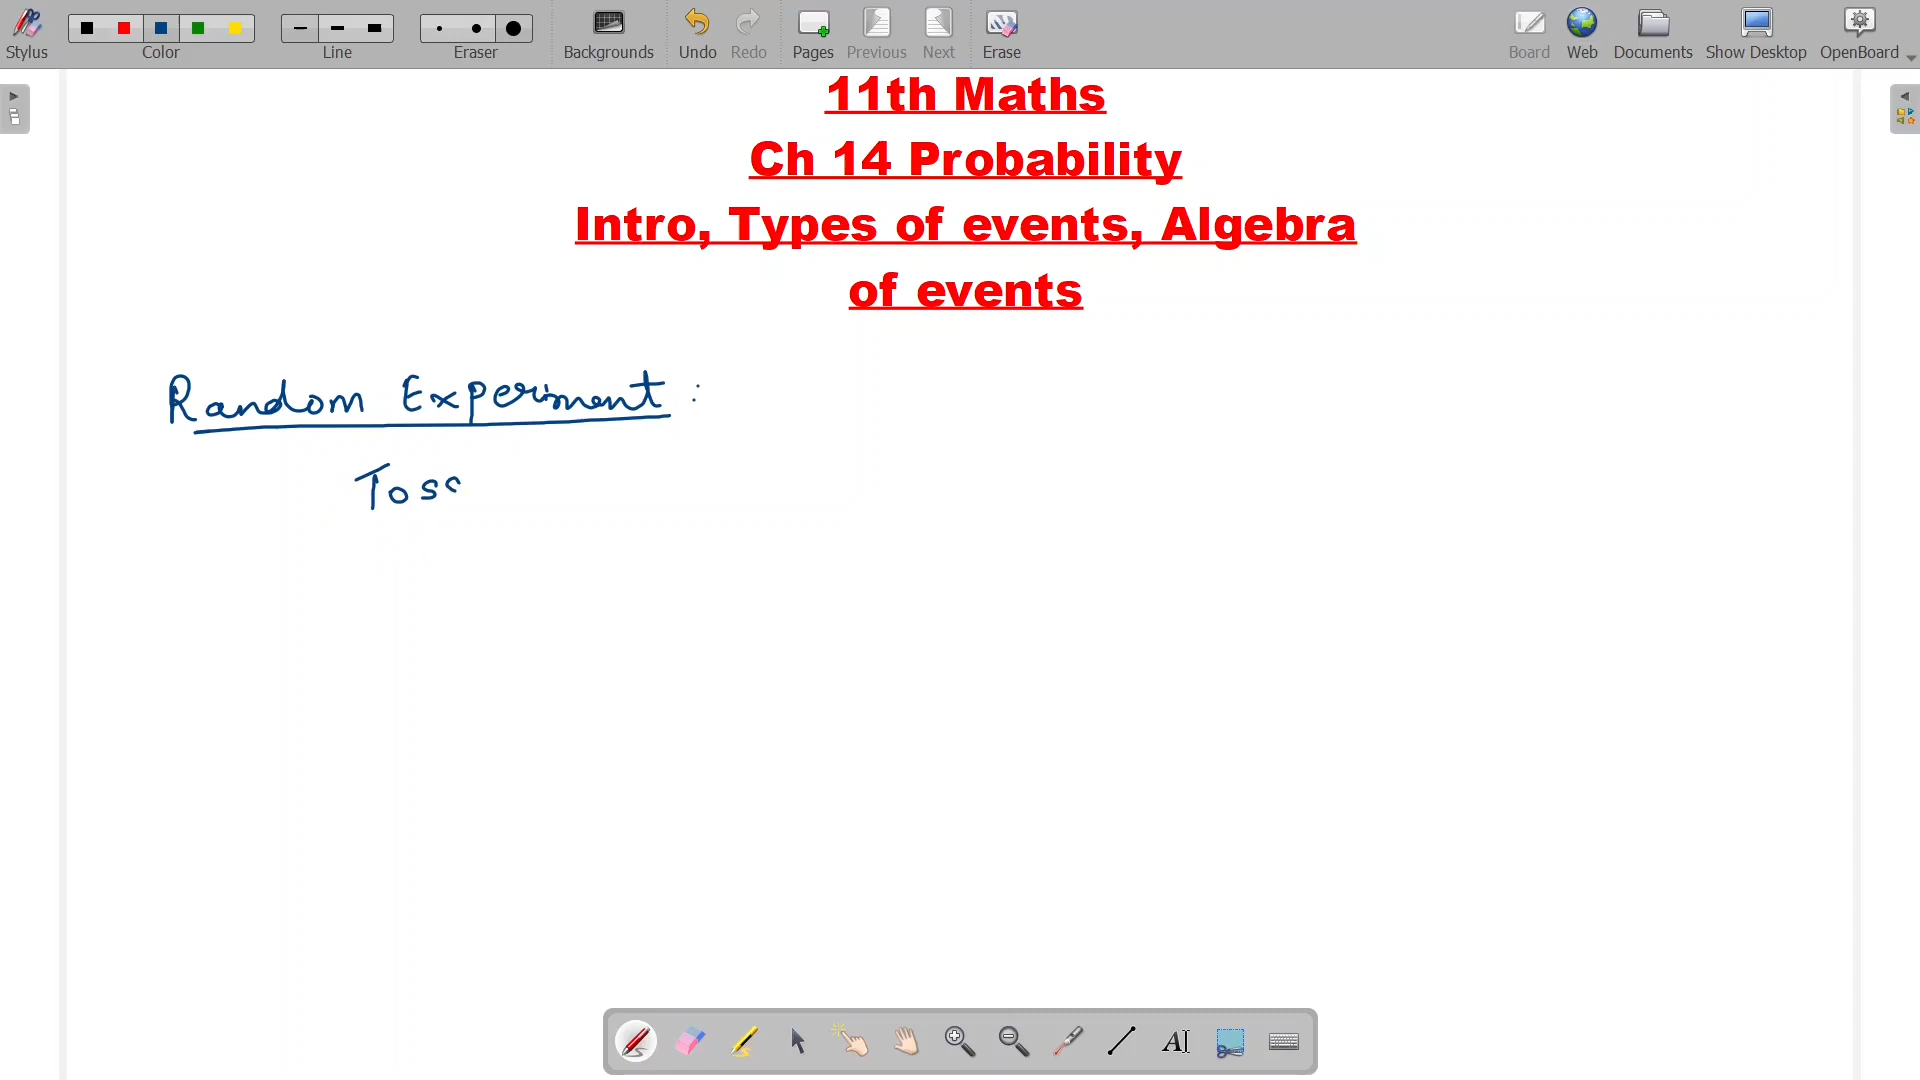 Stylus Color Line Eraser Backgrounds Undo Redo Pages Previous Next Erase Board Web Documents Show Desktop OpenBoard
11th Maths
Ch 14 Probability
Intro, Types of events, Algebra
of events
Random Experiment :
Toss
AI